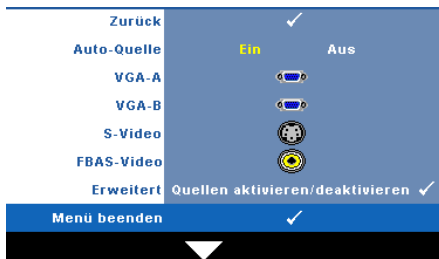 Zurück
Auto-Quelle Ein Aus
VGA-A
VGA-B
S-Video
FBAS-Video
Erweitert Quellen aktivieren/deaktivieren
Menü beenden